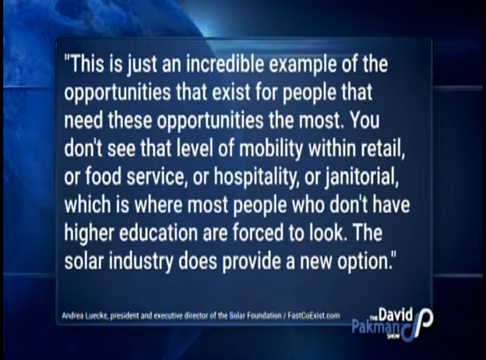 "This is just an incredible example of the
opportunities that exist for people that
need these opportunities the most. You
don't see that level of mobility within retail,
or food service, or hospitality, or janitorial,
which is where most people who don't have
higher education are forced to look. The
solar industry does provide a new option."
Andrea Luecke, president and executive director of the Solar Foundation / FastCoExist.com
THE David
Pakman
SHOW